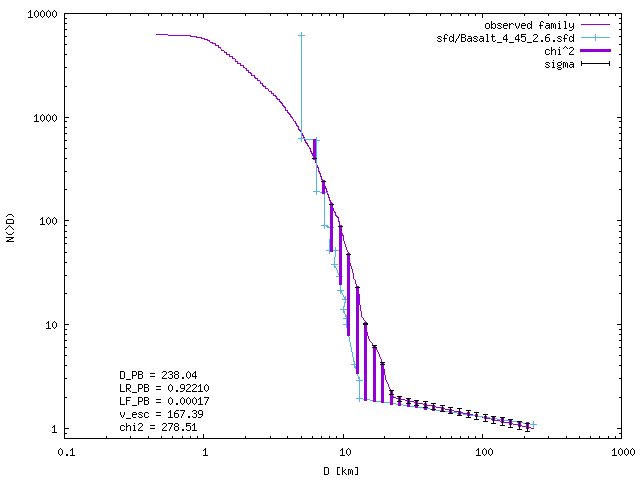 10000
1000
100
10
1
N(>D)
observed family
sfd/Basalt_4_45_2.6.sfd
chi^2
sigma
D_PB = 238.04
LR_PB = 0.92210
LF_PB = 0.00017
v_esc = 167.39
chi2 = 278.51
0.1 1 10 100 1000
D [km]